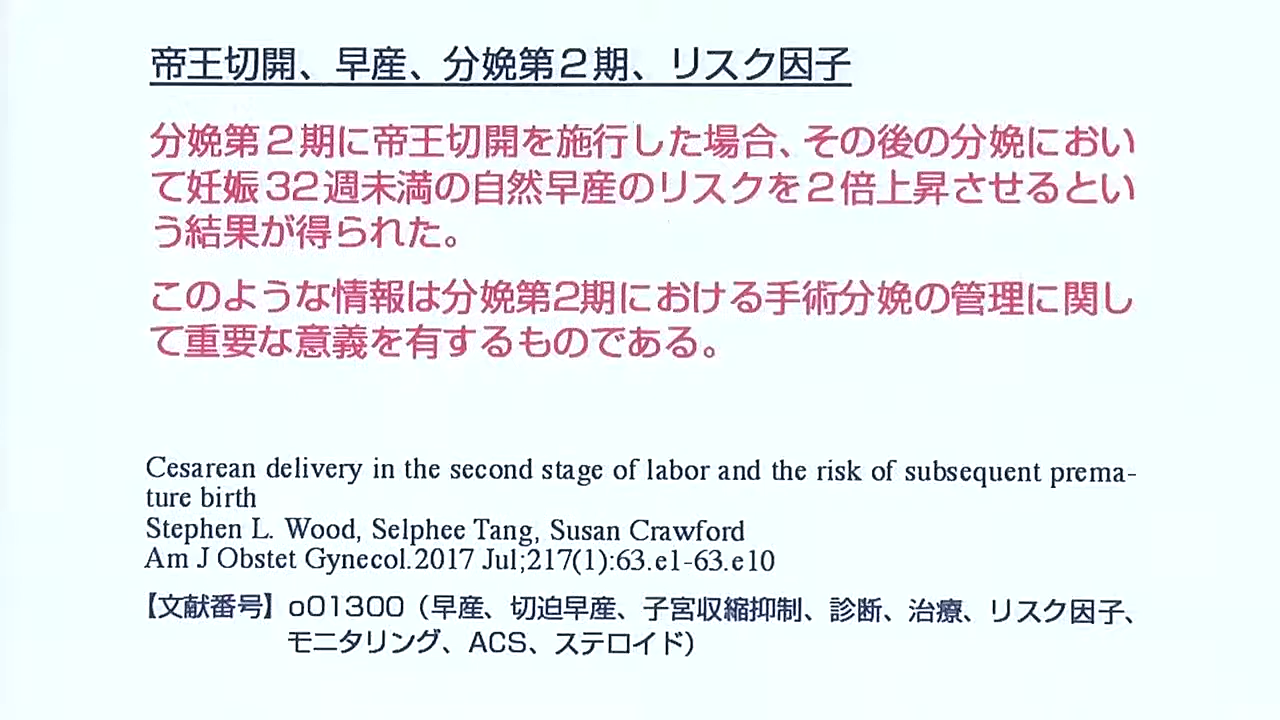 帝王切開、早産、分娩第２期、リスク因子
分娩第２期に帝王切開を施行した場合、その後の分娩におい
て妊娠32週未満の自然早産のリスクを２倍上昇させるとい
う結果が得られた。
このような情報は分娩第2期における手術分娩の管理に関し
て重要な意義を有するものである。
Cesarean delivery in the second stage of labor and the risk of subsequent prema-
ture birth
Stephen L. Wood, Selphee Tang, Susan Crawford
Am J Obstet Gynecol.2017 Jul;217(1):63.e1-63.e10
【文献番号】o01300（早産、切迫早産、子宮収縮抑制、診断、治療、リスク因子、
モニタリング、ACS、ステロイド）